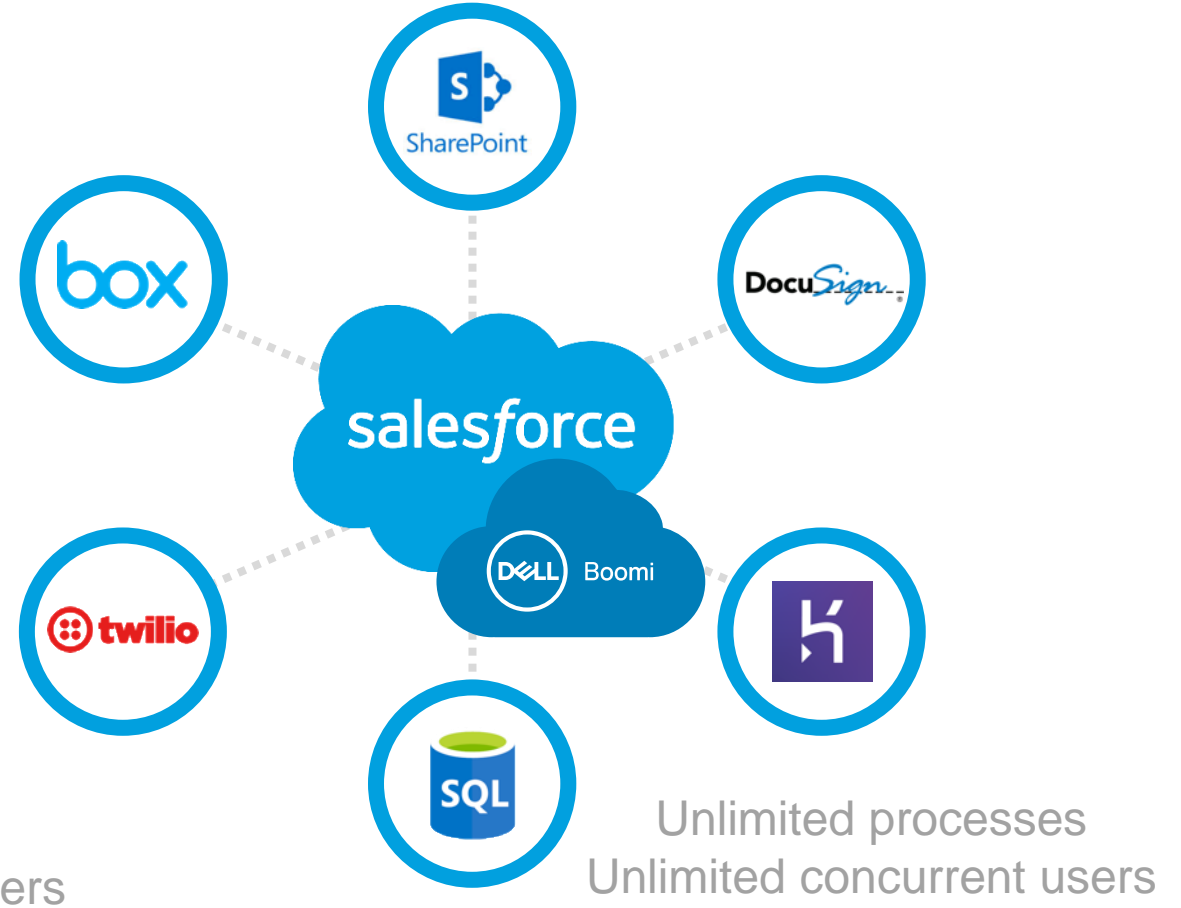 S
SharePoint
box
DocuSign
®
salesforce
DELL Boomi
twilio
SQL
Unlimited processes
Unlimited concurrent users
ers